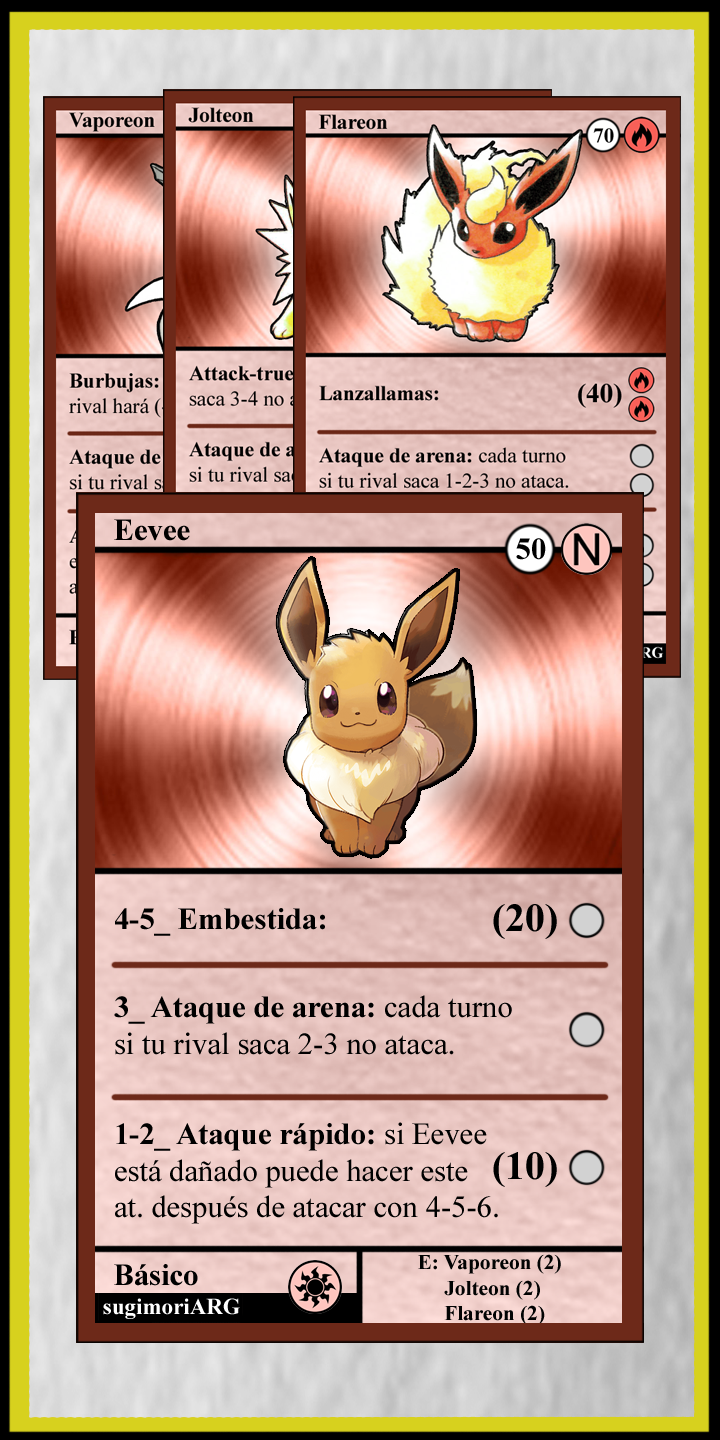 Vaporeon
Burbujas:
rival hará (
Ataque de
si tu rival s
Jolteon
Attack-true
saca 3-4 no
Ataque de a
si tu rival sa
Flareon
70
Lanzallamas: (40)
Ataque de arena: cada turno
si tu rival saca 1-2-3 no ataca.
RG
Eevee
50 N
4-5_ Embestida: (20)
3_ Ataque de arena: cada turno
si tu rival saca 2-3 no ataca.
1-2_ Ataque rápido: si Eevee
está dañado puede hacer este (10)
at. después de atacar con 4-5-6.
Básico
sugimoriARG
E: Vaporeon (2)
Jolteon (2)
Flareon (2)